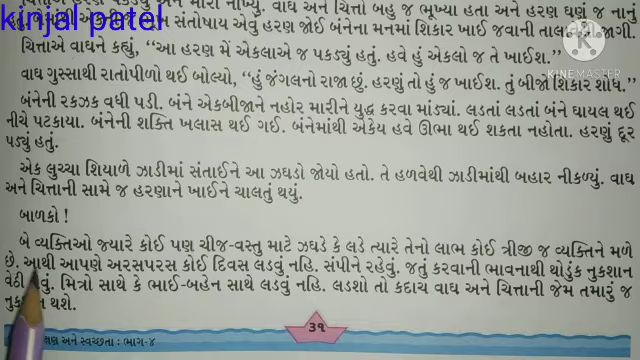 kinjal patel
વાઘ અને ચિત્તો બહુ જ ભૂખ્યા હતા અને હરણ ઘણું જ નાનું
સંતોષાય એવું હરણ જોઈ બંનેના મનમાં શિકાર ખાઈ જવાની જાગી.
ચિત્તાએ વાઘને કહ્યું, “આ હરણ મેં એકલાએ જ પકડ્યું હતું. હવે હું એકલો જ તે ખાઈશ.”
વાઘ ગુસ્સાથી રાતોપીળો થઈ બોલ્યો, “હું જંગલનો રાજા છું. હરણું તો હું જ ખાઈશ. તું બીજો શિકાર શોધ.”
બંનેની રકઝક વધી પડી. બંને એકબીજાને નહોર મારીને યુદ્ધ કરવા માંડ્યાં. લડતાં લડતાં બંને ઘાયલ થઈ
નીચે પટકાયા. બંનેની શક્તિ ખલાસ થઈ ગઈ. બંનેમાંથી એકેય હવે ઊભા થઈ શકતા નહોતા. હરણું દૂર
પડ્યું હતું.
એક લુચ્ચા શિયાળે ઝાડીમાં સંતાઈને આ ઝઘડો જોયો હતો. તે હળવેથી ઝાડીમાંથી બહાર નીકળ્યું. વાઘ
અને ચિત્તાની સામે જ હરણાને ખાઈને ચાલતું થયું.
બાળકો !
બે વ્યક્તિઓ જ્યારે કોઈ પણ ચીજ-વસ્તુ માટે ઝઘડે કે લડે ત્યારે તેનો લાભ કોઈ ત્રીજી જ વ્યક્તિને મળે
છે. આથી આપણે અરસપરસ કોઈ દિવસ લડવું નહિ. સંપીને રહેવું. જતું કરવાની ભાવનાથી થોડુંક નુકશાન
વેઠી મિત્રો સાથે કે ભાઈ-બહેન સાથે લડવું નહિ. લડશો તો કદાચ વાઘ અને ચિત્તાની જેમ તમારું જ
થશે.
૩૧
અને સ્વચ્છતા : ભાગ-૪
KINEMASTER